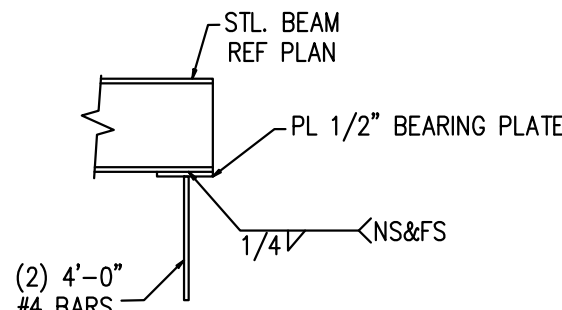 STL. BEAM
REF PLAN
PL 1/2" BEARING PLATE
1/4
NS&FS
(2) 4'-0"
#4 BARS